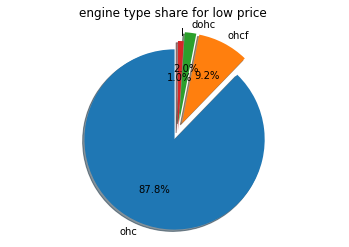 engine type share for low price
l
dohc
ohcf
2.0%
1.0%
9.2%
87.8%
ohc